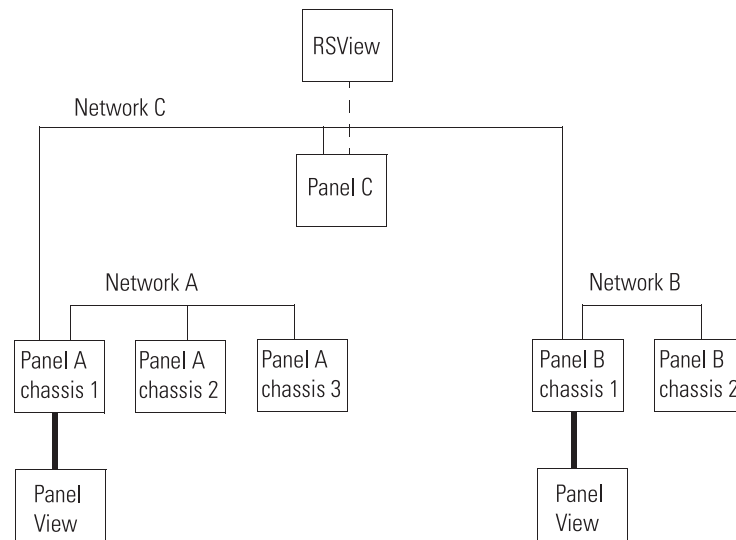 RSView
Network C
Panel C
Network A
Network B
Panel A
chassis 1
Panel A
chassis 2
Panel A
chassis 3
Panel B
chassis 1
Panel B
chassis 2
Panel
View
Panel
View